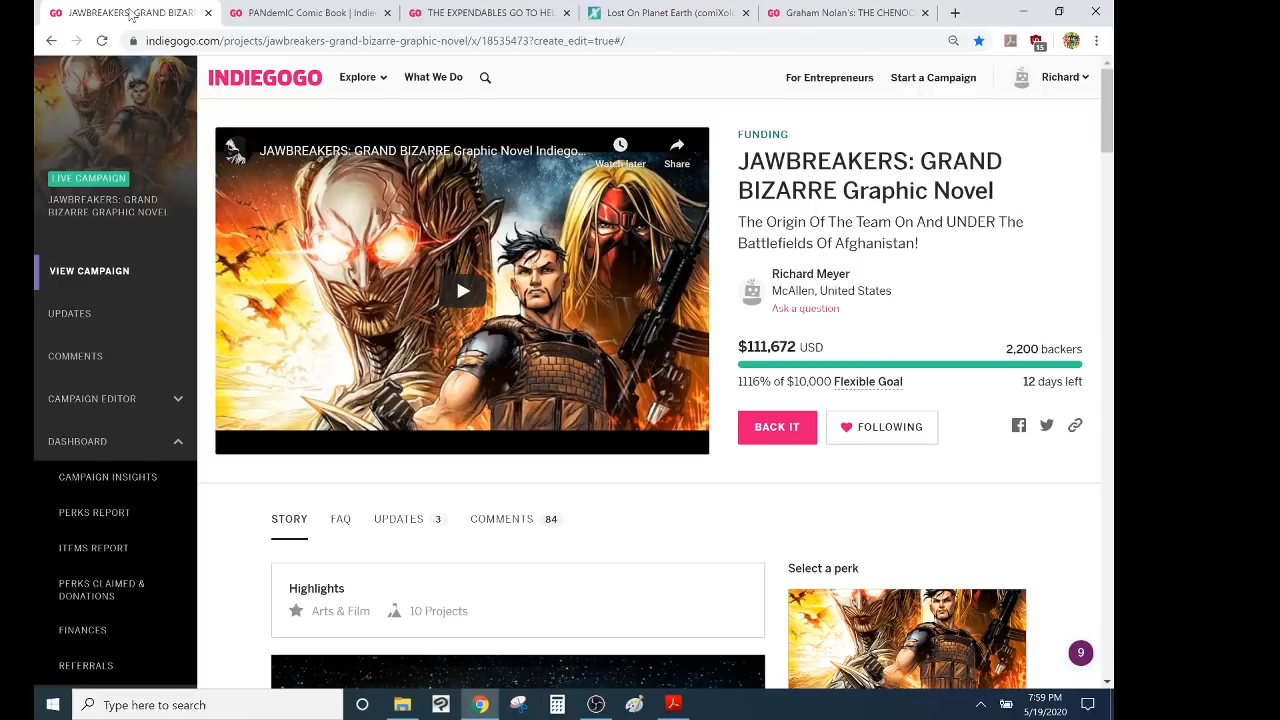 JAWBREAKERS: GRAND BIZARR
PANdemIC Comic Book | Indie
THE EXPENDABLES GO TO HEL
Lost On Planet Earth (comiXolo
Graham Nolan's: THE CHENOO
indiegogo.com/projects/jawbreakers-grand-bizarre-graphic-novel/x/18535473?create_edit=true#/
15
INDIEGOGO
Explore
What We Do
For Entrepreneurs
Start a Campaign
Richard
LIVE CAMPAIGN
JAWBREAKERS: GRAND
BIZARRE GRAPHIC NOVEL
VIEW CAMPAIGN
UPDATES
COMMENTS
CAMPAIGN EDITOR
DASHBOARD
CAMPAIGN INSIGHTS
PERKS REPORT
ITEMS REPORT
PERKS CLAIMED &
DONATIONS
FINANCES
REFERRALS
JAWBREAKERS: GRAND BIZARRE Graphic Novel Indiego...
Watch later
Share
FUNDING
JAWBREAKERS: GRAND
BIZARRE Graphic Novel
The Origin Of The Team On And UNDER The
Battlefields Of Afghanistan!
Richard Meyer
McAllen, United States
Ask a question
$111,672 USD
2,200 backers
1116% of $10,000 Flexible Goal
12 days left
BACK IT
FOLLOWING
STORY
FAQ
UPDATES 3
COMMENTS 84
Highlights
Arts & Film
10 Projects
Select a perk
9
Type here to search
7:59 PM
5/19/2020